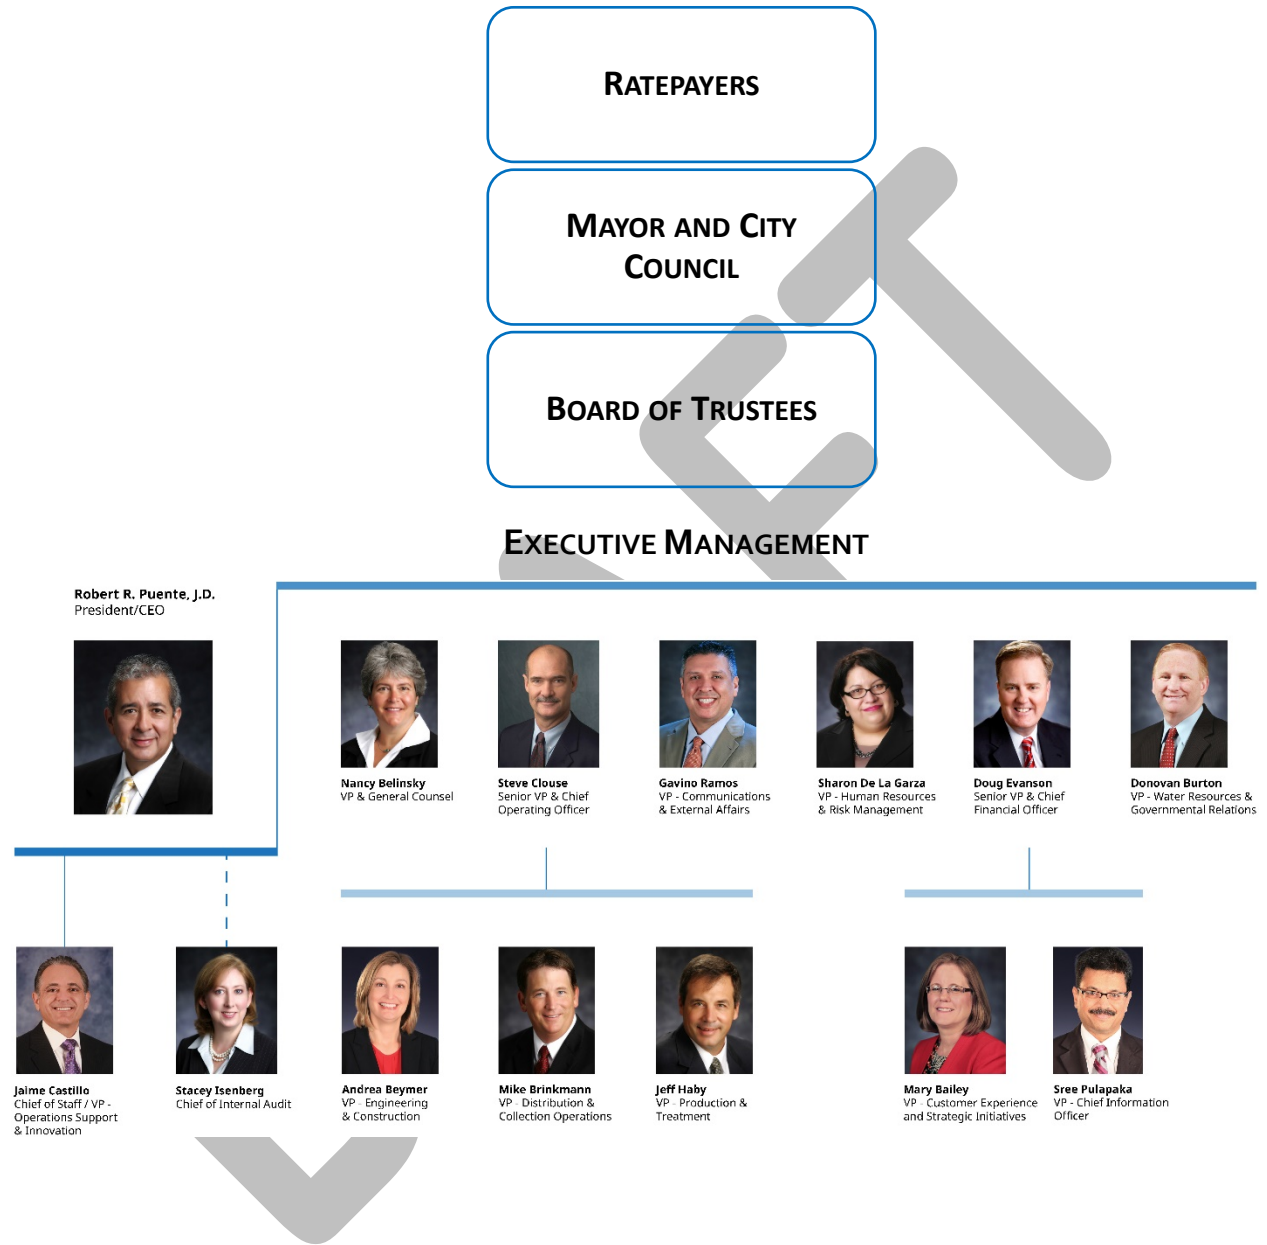 RATEPAYERS
MAYOR AND CITY
COUNCIL
BOARD OF TRUSTEES
EXECUTIVE MANAGEMENT
Robert R. Puente, J.D.
President/CEO
Nancy Belinsky
VP & General Counsel
Steve Clouse
Senior VP & Chief
Operating Officer
Gavino Ramos
VP - Communications
& External Affairs
Sharon De La Garza
VP - Human Resources
& Risk Management
Doug Evanson
Senior VP & Chief
Financial Officer
Donovan Burton
VP - Water Resources &
Governmental Relations
Jaime Castillo
Chief of Staff / VP -
Operations Support
& Innovation
Stacey Isenberg
Chief of Internal Audit
Andrea Beymer
VP - Engineering
& Construction
Mike Brinkmann
VP - Distribution &
Collection Operations
Jeff Haby
VP - Production &
Treatment
Mary Bailey
VP - Customer Experience
and Strategic Initiatives
Sree Pulapaka
VP - Chief Information
Officer